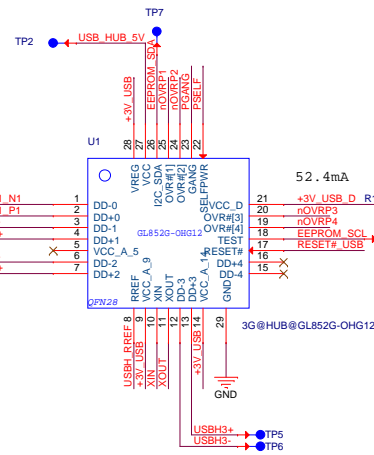 TP7
TP2
USB_HUB_5V
+3V_USB
EEPROM_SDA
nOVRP1
nOVRP2
PGANG
PSELF
U1
28
27
26
25
24
23
22
VREG
VCC
I2C_SDA
OVR#[1]
OVR#[2]
GANG
SELFPWR
52.4mA
_N1
_P1
1
2
3
4
5
6
7
DD-0
DD+0
DD-1
DD+1
VCC_A_5
DD-2
DD+2
GL852G-OHG12
VCC_D
OVR#[3]
OVR#[4]
TEST
RESET#
DD+4
DD-4
21
20
19
18
17
16
15
+3V_USB_D
nOVRP3
nOVRP4
EEPROM_SCL
RESET#_USB
QFN28
RREF
VCC_A_9
XIN
XOUT
DD-3
DD+3
VCC_A_14
GND
8
9
10
11
12
13
14
29
3G@HUB@GL852G-OHG12
USBH_RREF
+3V_USB
XIN
XOUT
+3V_USB
GND
USBH3+
USBH3-
TP5
TP6